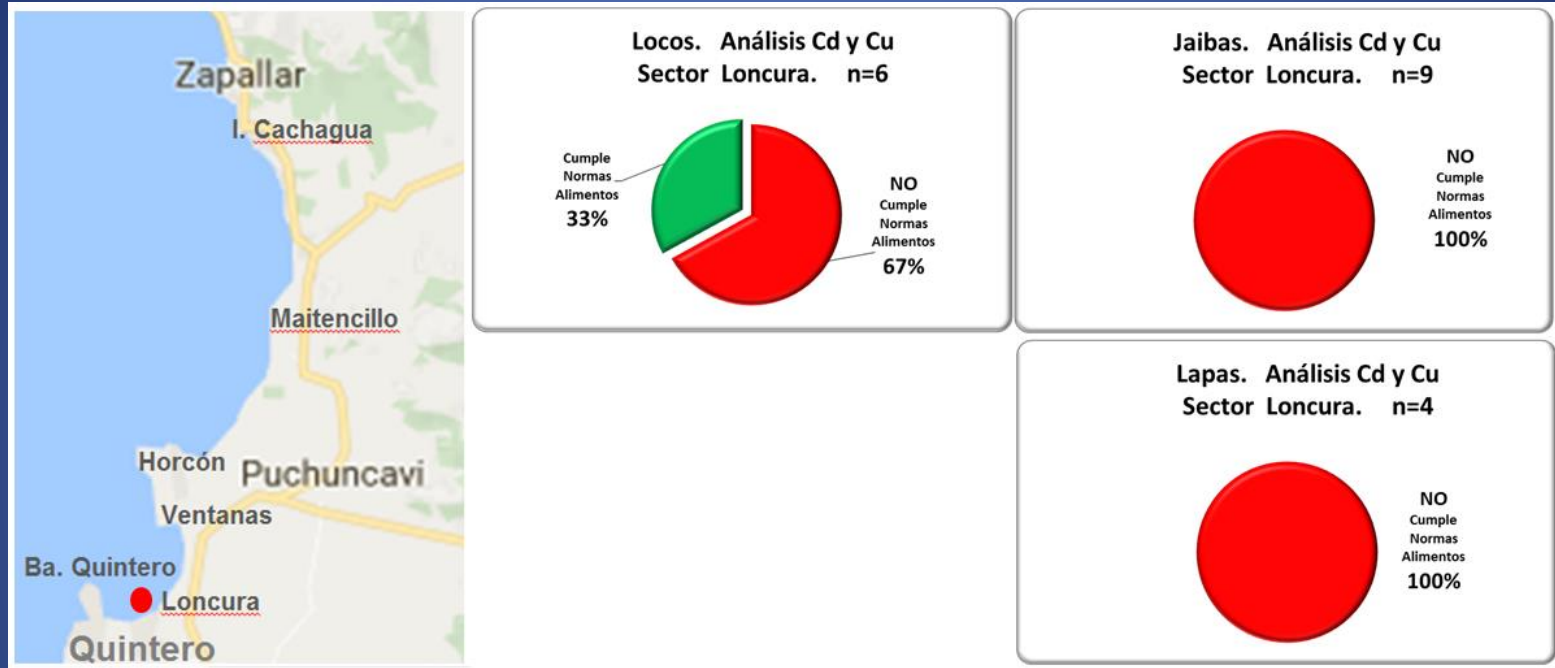 Zapallar
I. Cachagua
Maitencillo
Horcón
Puchuncavi
Ventanas
Ba. Quintero
Loncura
Quintero
Locos. Análisis Cd y Cu
Sector Loncura. n=6
Cumple
Normas
Alimentos
33%
NO
Cumple
Normas
Alimentos
67%
Jaibas. Análisis Cd y Cu
Sector Loncura. n=9
NO
Cumple
Normas
Alimentos
100%
Lapas. Análisis Cd y Cu
Sector Loncura. n=4
NO
Cumple
Normas
Alimentos
100%